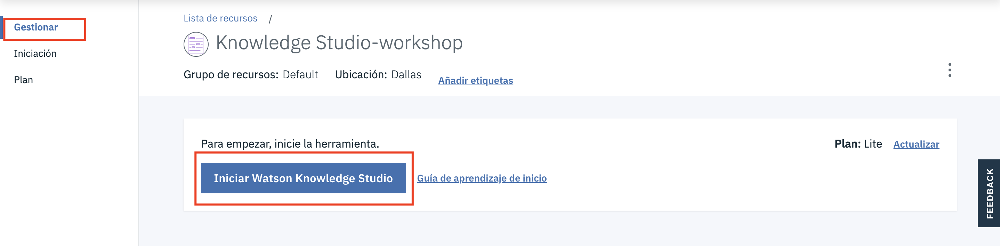 Gestionar
Iniciación
Plan
Lista de recursos /
Knowledge Studio-workshop
Grupo de recursos: Default Ubicación: Dallas Añadir etiquetas
Para empezar, inicie la herramienta.
Plan: Lite Actualizar
Iniciar Watson Knowledge Studio Guía de aprendizaje de inicio
FEEDBACK